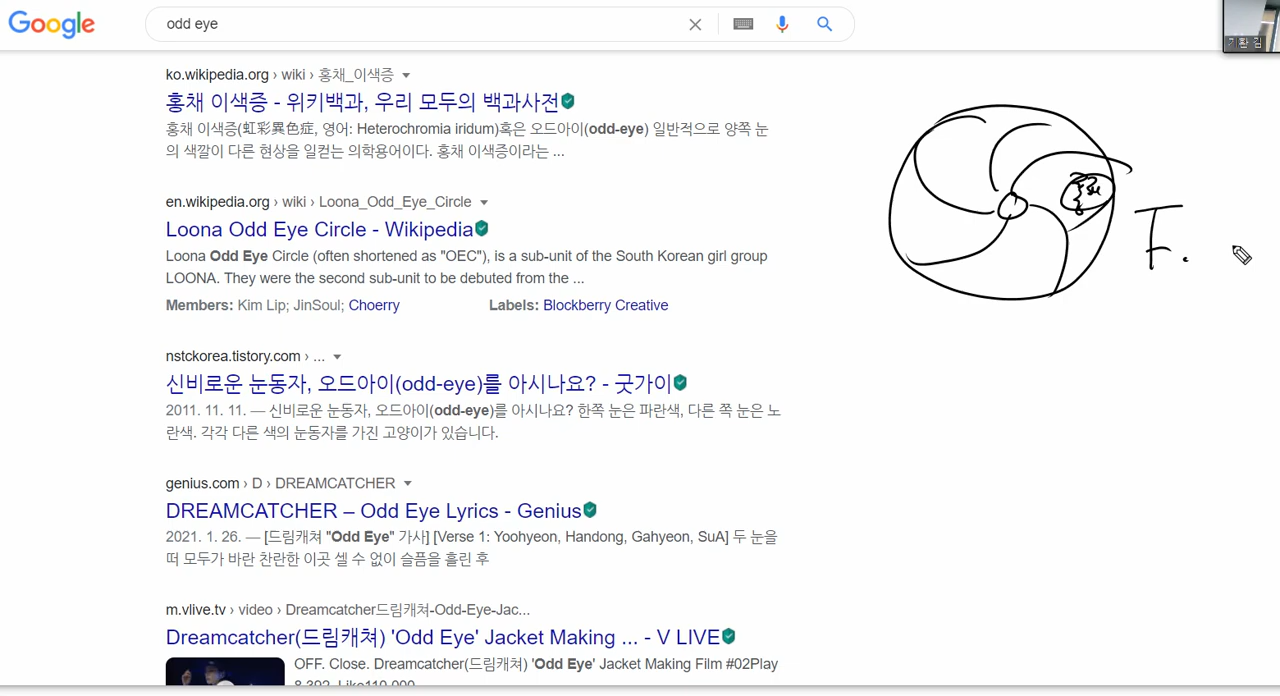 Google
odd eye
ko.wikipedia.org › wiki › 홍채_이색증
홍채 이색증 - 위키백과, 우리 모두의 백과사전
홍채 이색증(虹彩異色症, 영어: Heterochromia iridum)혹은 오드아이(odd-eye) 일반적으로 양쪽 눈
의 색깔이 다른 현상을 일컫는 의학용어이다. 홍채 이색증이라는 ...
en.wikipedia.org › wiki › Loona_Odd_Eye_Circle
Loona Odd Eye Circle - Wikipedia
Loona Odd Eye Circle (often shortened as "OEC"), is a sub-unit of the South Korean girl group
LOONA. They were the second sub-unit to be debuted from the ...
Members: Kim Lip; JinSoul; Choerry Labels: Blockberry Creative
nstckorea.tistory.com › ...
신비로운 눈동자, 오드아이(odd-eye)를 아시나요? - 굿가이
2011. 11. 11. — 신비로운 눈동자, 오드아이(odd-eye)를 아시나요? 한쪽 눈은 파란색, 다른 쪽 눈은 노
란색. 각각 다른 색의 눈동자를 가진 고양이가 있습니다.
genius.com › D › DREAMCATCHER
DREAMCATCHER – Odd Eye Lyrics - Genius
2021. 1. 26. — [드림캐쳐 "Odd Eye" 가사] [Verse 1: Yoohyeon, Handong, Gahyeon, SuA] 두 눈을
떠 모두가 바란 찬란한 이곳 셀 수 없이 슬픔을 흘린 후
m.vlive.tv › video › Dreamcatcher드림캐쳐-Odd-Eye-Jac...
Dreamcatcher(드림캐쳐) 'Odd Eye' Jacket Making ... - V LIVE
OFF. Close. Dreamcatcher(드림캐쳐) 'Odd Eye' Jacket Making Film #02Play
F.